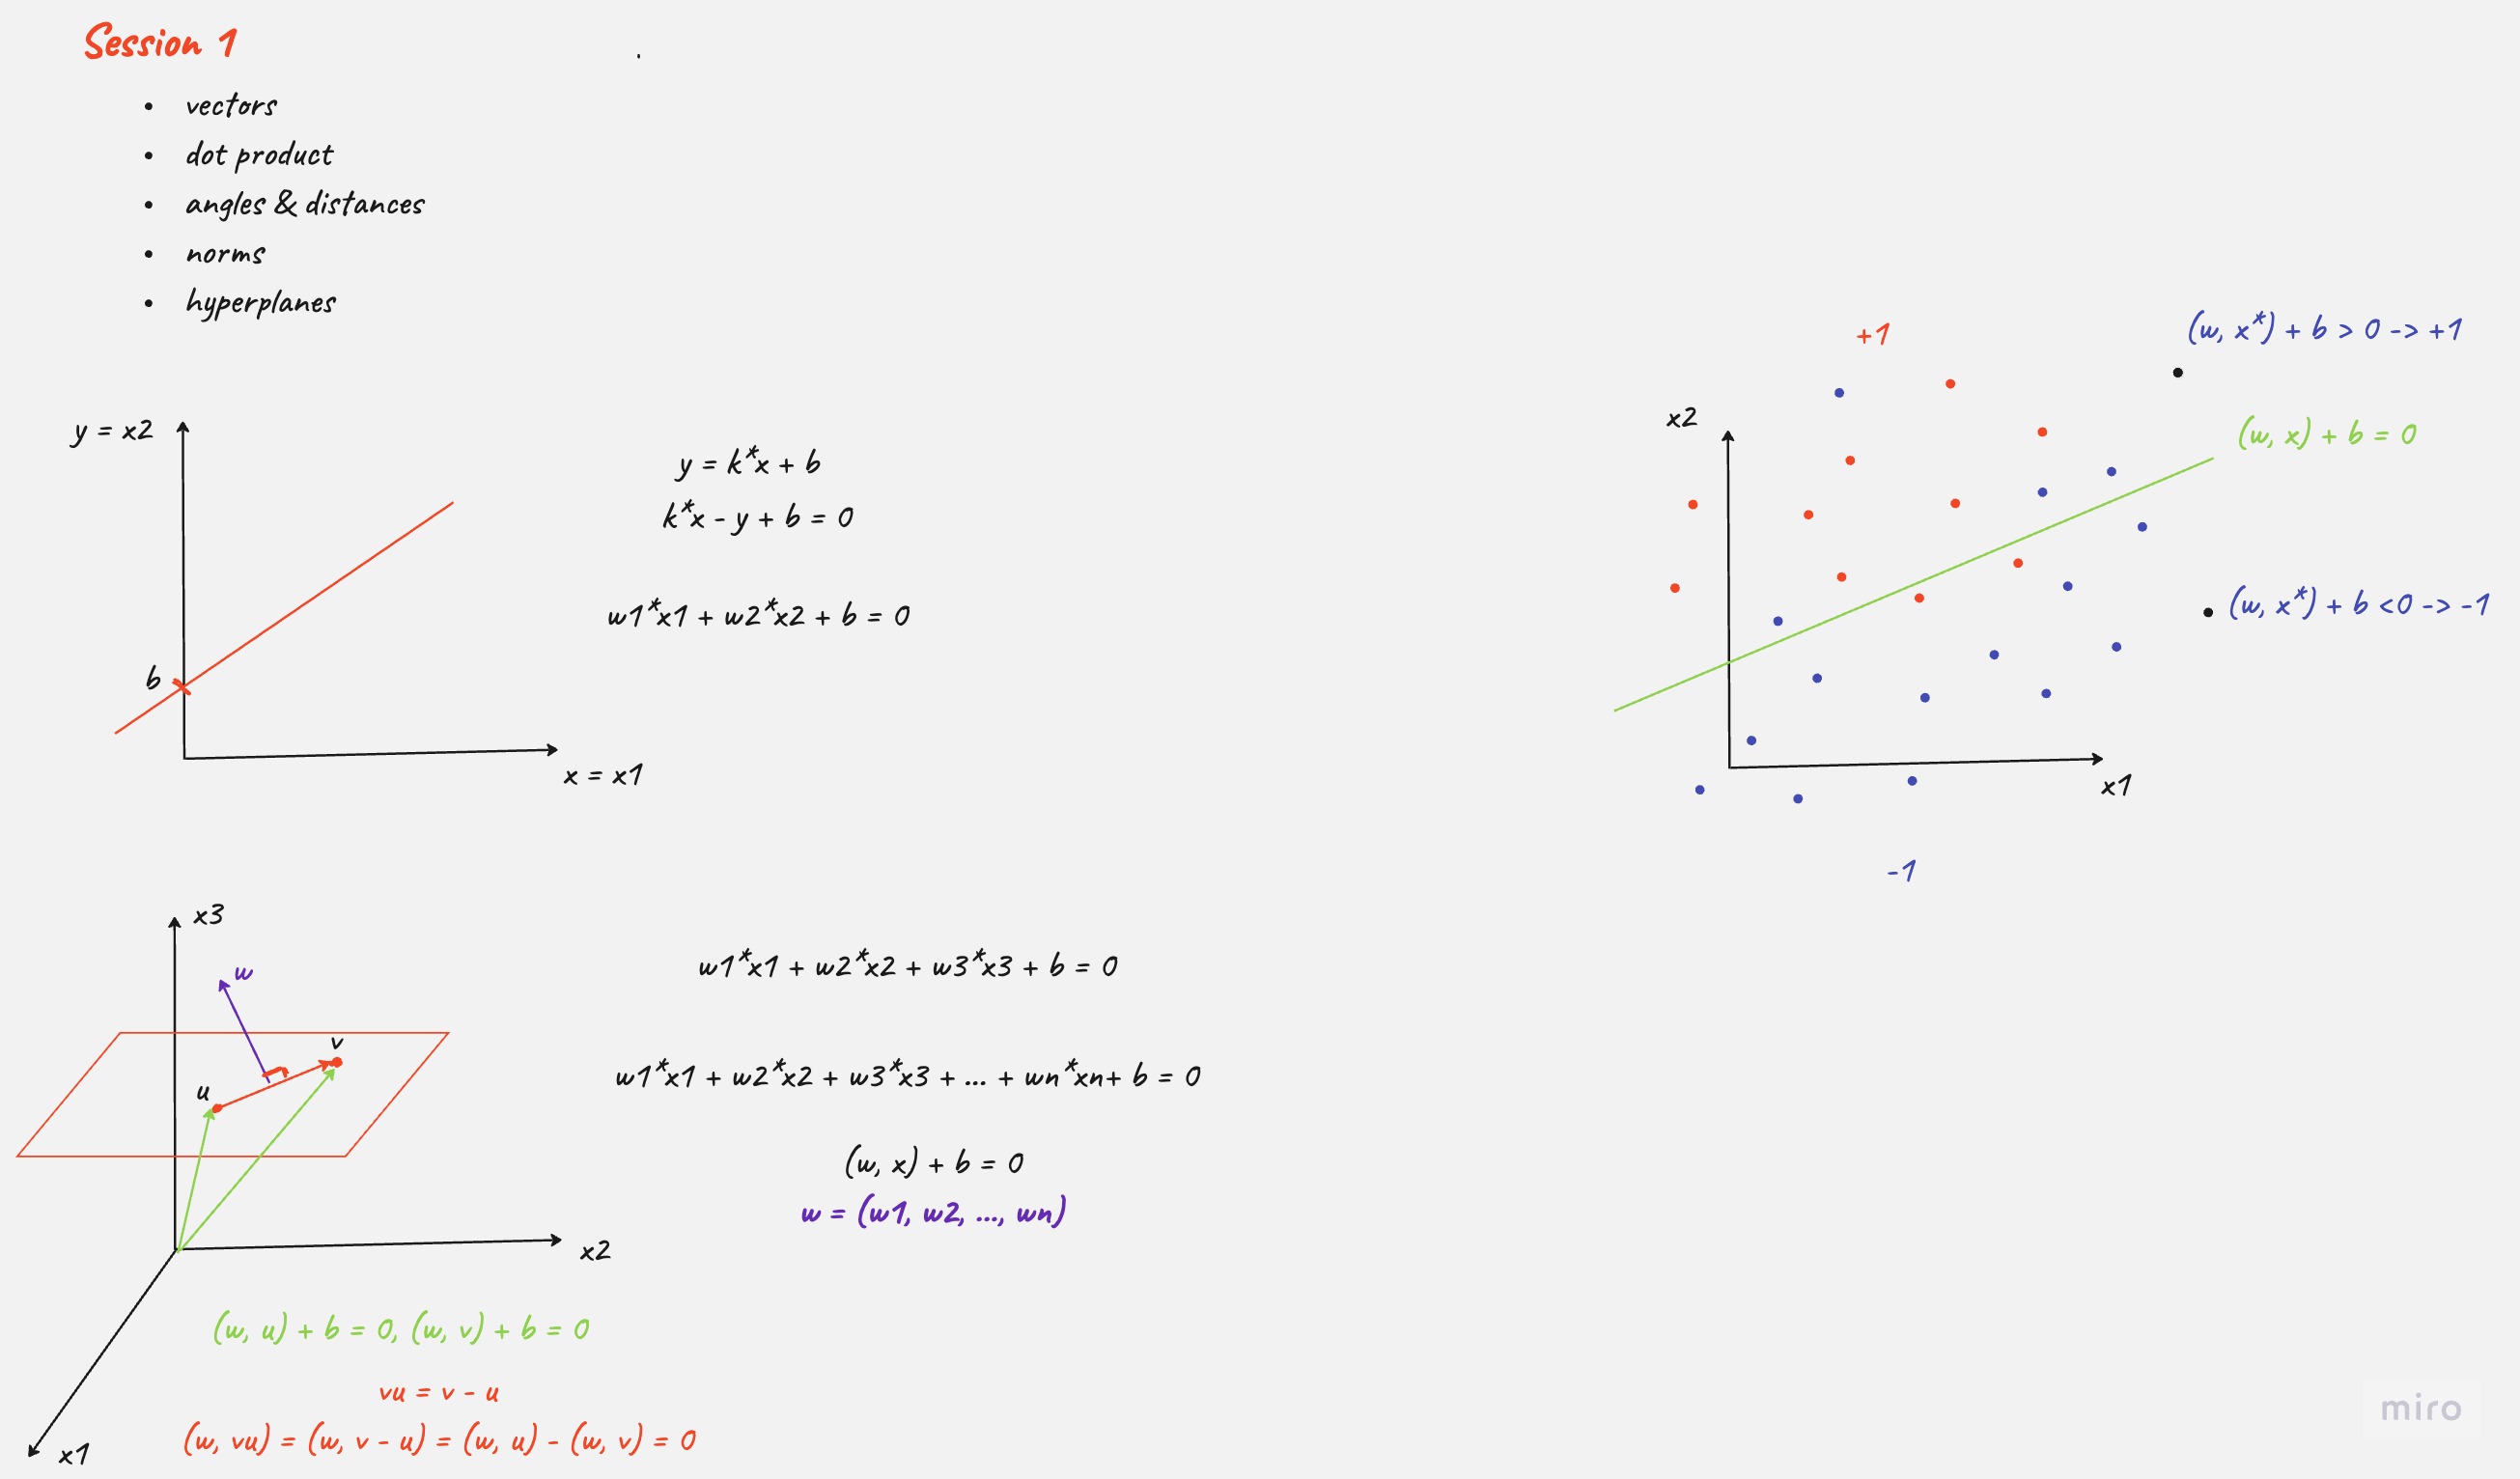 Session 1
• vectors
• dot product
• angles & distances
• norms
• hyperplanes
y = x2
b
x = x1
y = k*x + b
k*x - y + b = 0
w1*x1 + w2*x2 + b = 0
+1
(w, x*) + b > 0 -> +1
x2
(w, x) + b = 0
(w, x*) + b <0 -> -1
x1
-1
x3
w
v
u
x2
x1
w1*x1 + w2*x2 + w3*x3 + b = 0
w1*x1 + w2*x2 + w3*x3 + ... + wn*xn+ b = 0
(w, x) + b = 0
w = (w1, w2, ..., wn)
(w, u) + b = 0, (w, v) + b = 0
vu = v - u
(w, vu) = (w, v - u) = (w, u) - (w, v) = 0
miro